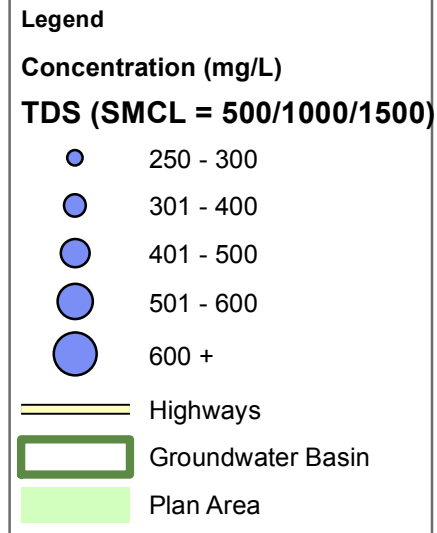 Legend
Concentration (mg/L)
TDS (SMCL = 500/1000/1500)
250 - 300
301 - 400
401 - 500
501 - 600
600 +
Highways
Groundwater Basin
Plan Area